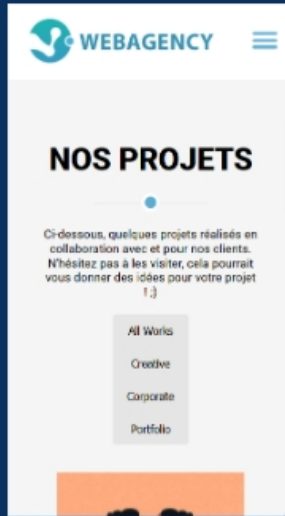 WEBAGENCY
NOS PROJETS
Ci-dessous, quelques projets réalisés en
collaboration avec et pour nos clients.
N'hésitez pas à les visiter, cela pourrait
vous donner des idées pour votre projet
! ;)
All Works
Creative
Corporate
Portfolio